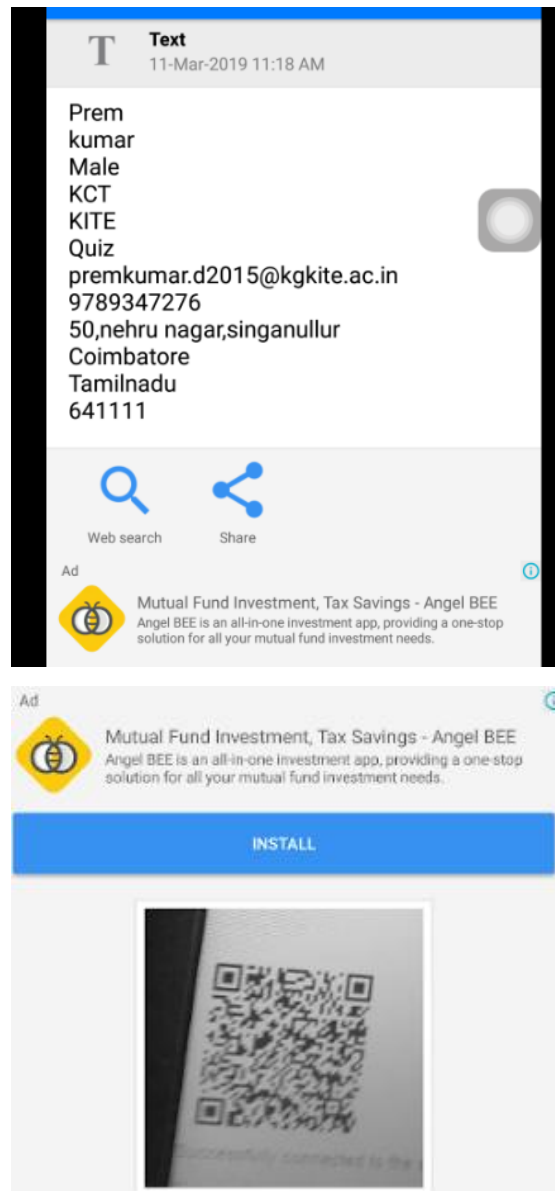 T
Text
11-Mar-2019 11:18 AM
Prem
kumar
Male
KCT
KITE
Quiz
premkumar.d2015@kgkite.ac.in
9789347276
50,nehru nagar,singanullur
Coimbatore
Tamilnadu
641111
Web search
Share
Ad
Mutual Fund Investment, Tax Savings - Angel BEE
Angel BEE is an all-in-one investment app, providing a one-stop
solution for all your mutual fund investment needs.
Ad
Mutual Fund Investment, Tax Savings - Angel BEE
Angel BEE is an all-in-one investment app, providing a one-stop
solution for all your mutual fund investment needs.
INSTALL
Successfully connected to the